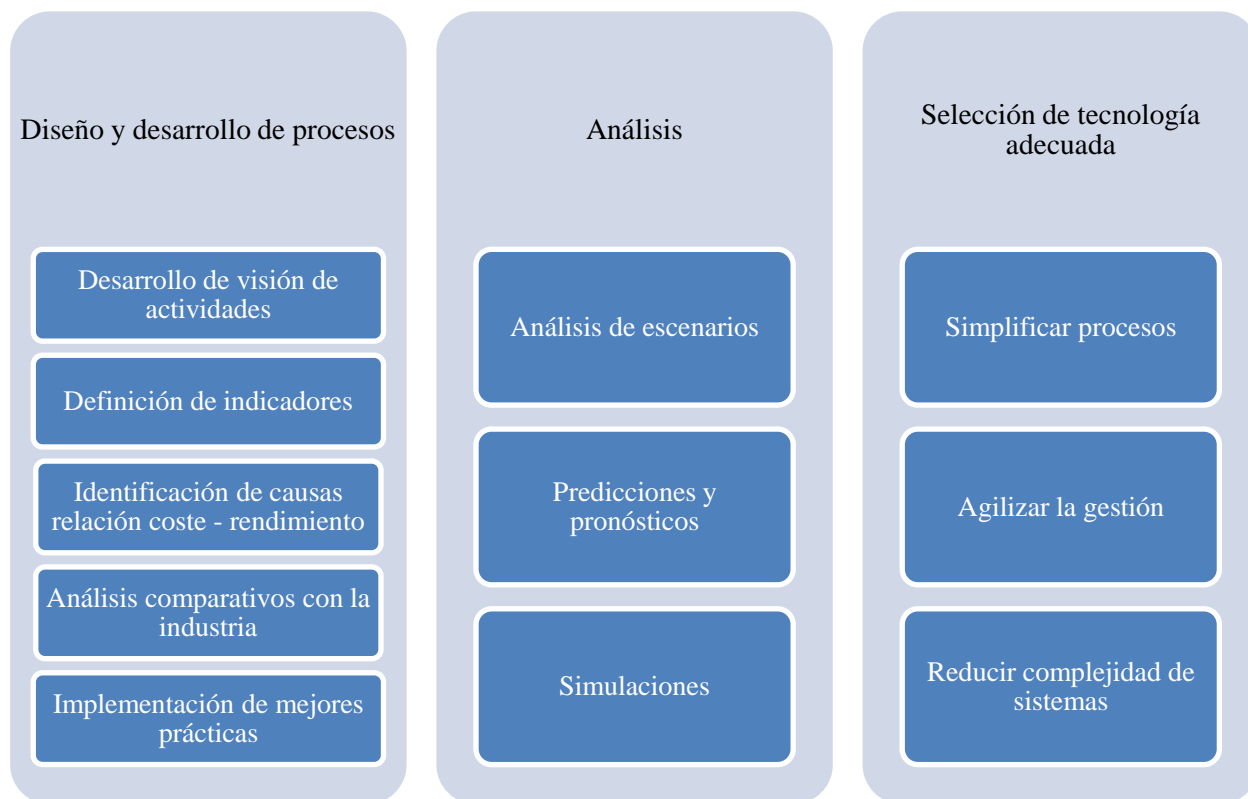 Diseño y desarrollo de procesos
Desarrollo de visión de
actividades
Definición de indicadores
Identificación de causas
relación coste - rendimiento
Análisis comparativos con la
industria
Implementación de mejores
prácticas
Análisis
Análisis de escenarios
Predicciones y
pronósticos
Simulaciones
Selección de tecnología
adecuada
Simplificar procesos
Agilizar la gestión
Reducir complejidad de
sistemas